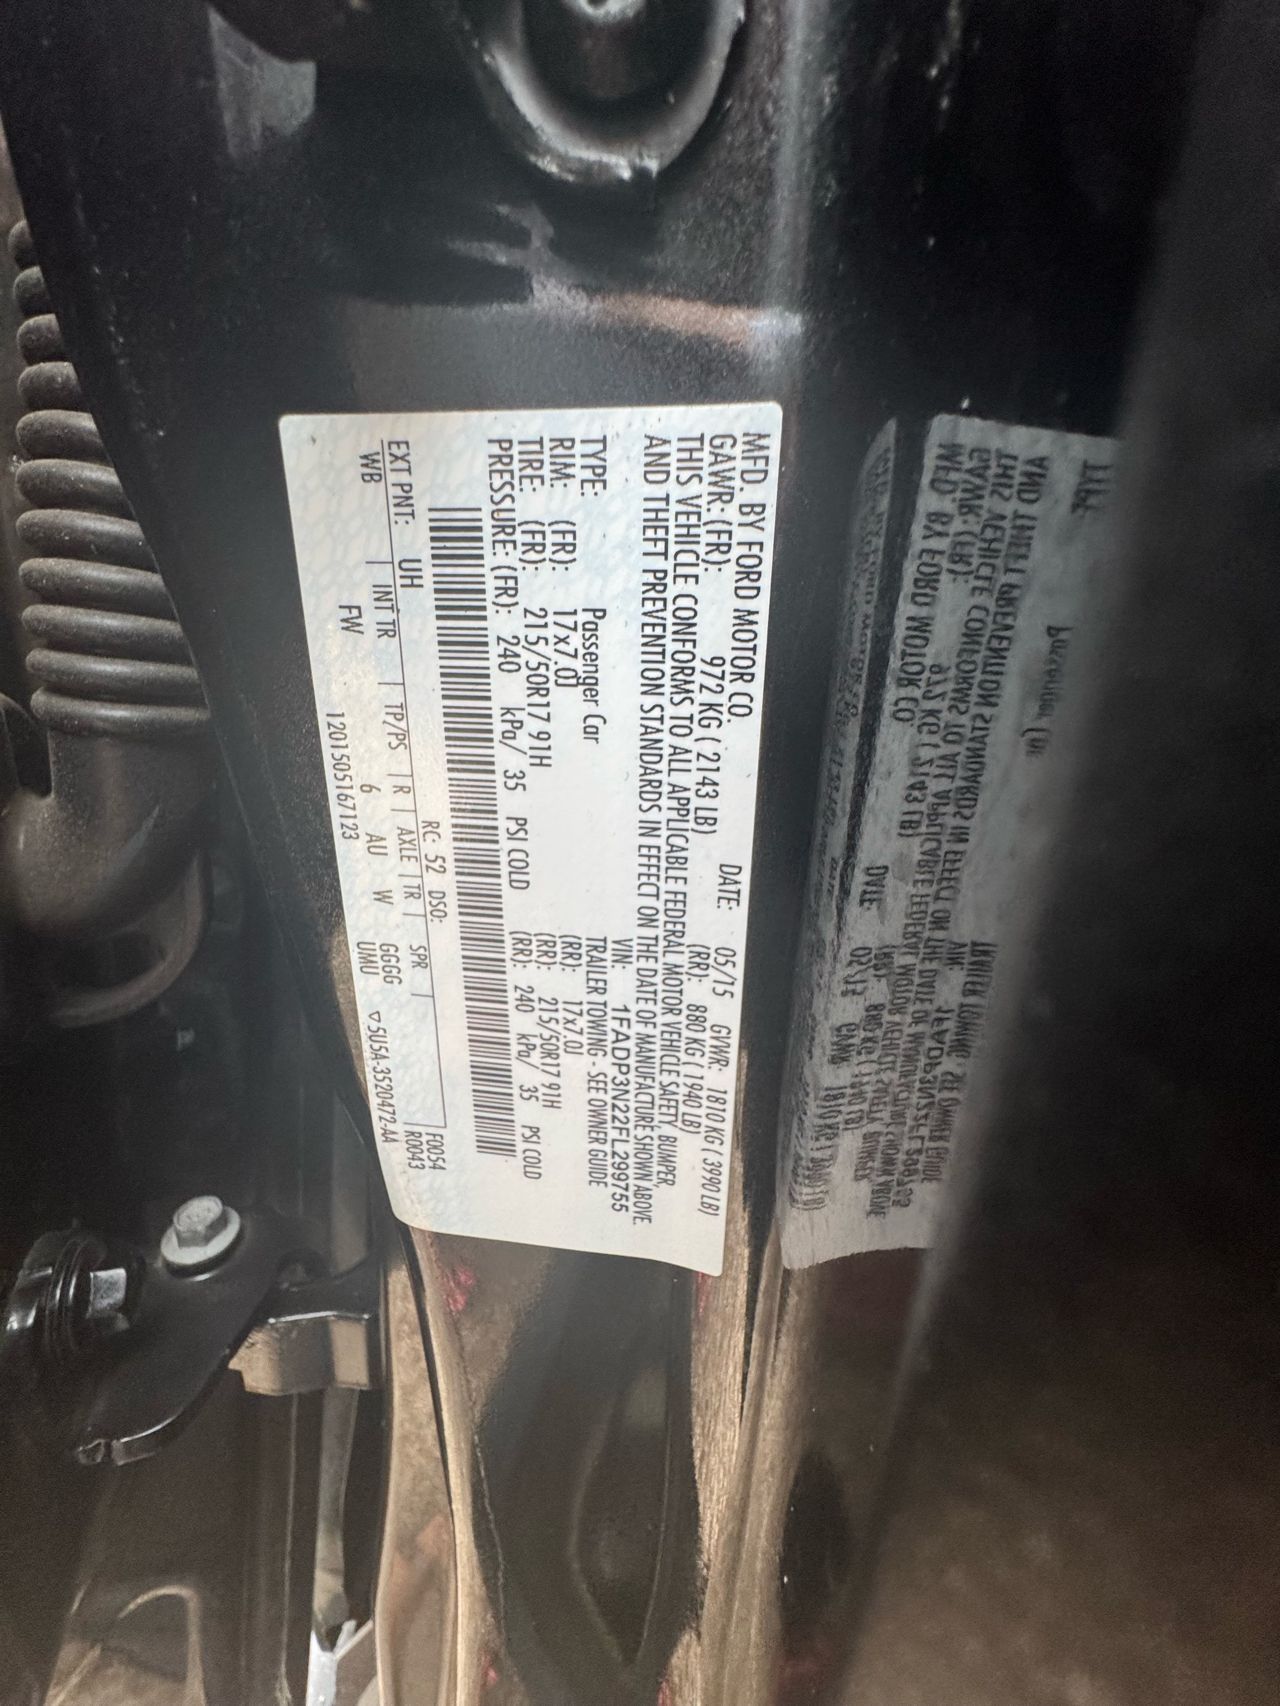 MFD. BY FORD MOTOR CO.
DATE: 05/15 GVWR: 1810 KG ( 3990 LB)
GAWR: (FR): 972 KG ( 2143 LB) (RR): 880 KG ( 1940 LB)
THIS VEHICLE CONFORMS TO ALL APPLICABLE FEDERAL MOTOR VEHICLE SAFETY, BUMPER,
AND THEFT PREVENTION STANDARDS IN EFFECT ON THE DATE OF MANUFACTURE SHOWN ABOVE.
VIN: 1FADP3N22FL299755
TYPE: Passenger Car TRAILER TOWING - SEE OWNER GUIDE
RIM: (FR): 17x7.0J (RR): 17x7.0J
TIRE: (FR): 215/50R17 91H (RR): 215/50R17 91H
PRESSURE: (FR): 240 kPa/ 35 PSI COLD (RR): 240 kPa/ 35 PSI COLD
F0054
EXT PNT: UH RC: 52 DSO: R0043
WB | INT TR | TP/PS | R | AXLE | TR | SPR |
FW 6 AU W GGGG
UMU ▽5U5A-3520472-AA
1201505167123